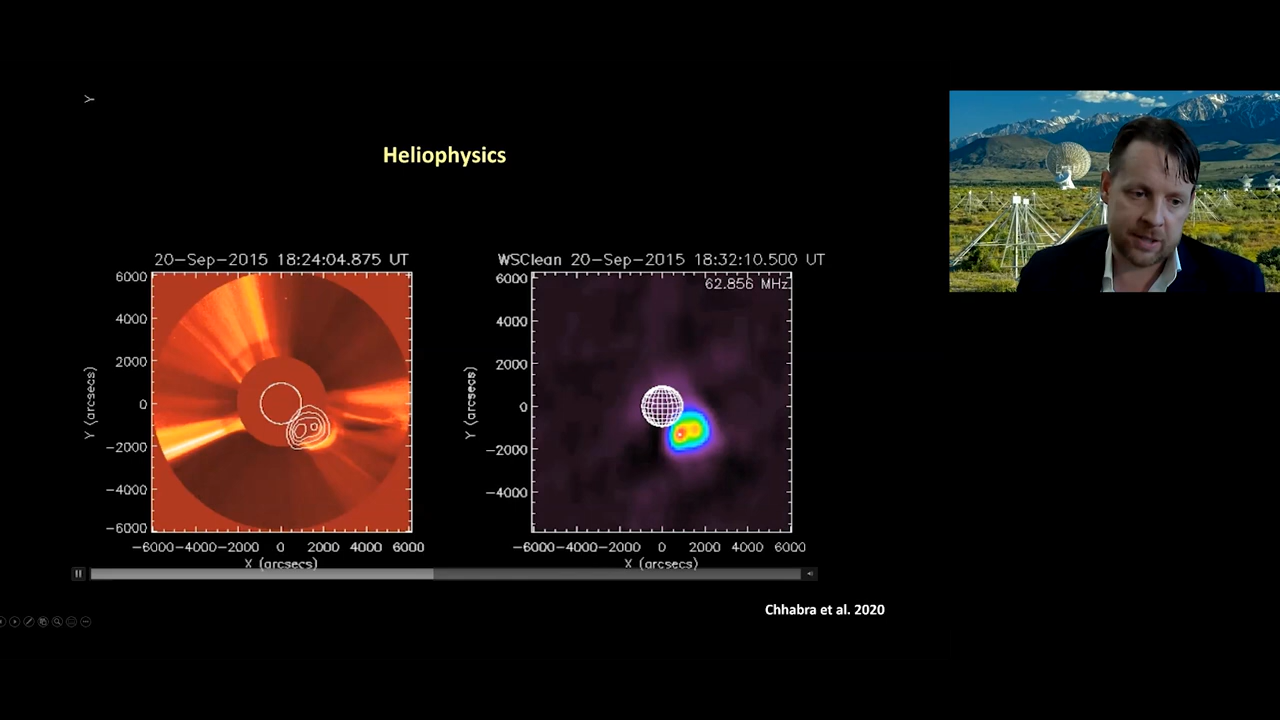 Y
Heliophysics
20-Sep-2015 18:24:04.875 UT
WSClean 20-Sep-2015 18:32:10.500 UT
62.856 MHz
6000
4000
2000
0
-2000
-4000
-6000
Y (arcsecs)
-6000-4000-2000 0 2000 4000 6000
X (arcsecs)
6000
4000
2000
0
-2000
-4000
Y (arcsecs)
-6000-4000-2000 0 2000 4000 6000
X (arcsecs)
Chhabra et al. 2020